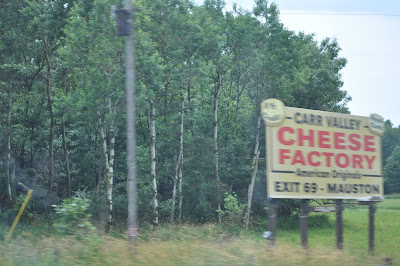 CARR VALLEY
CHEESE
FACTORY
American Originals
EXIT 69 - MAUSTON